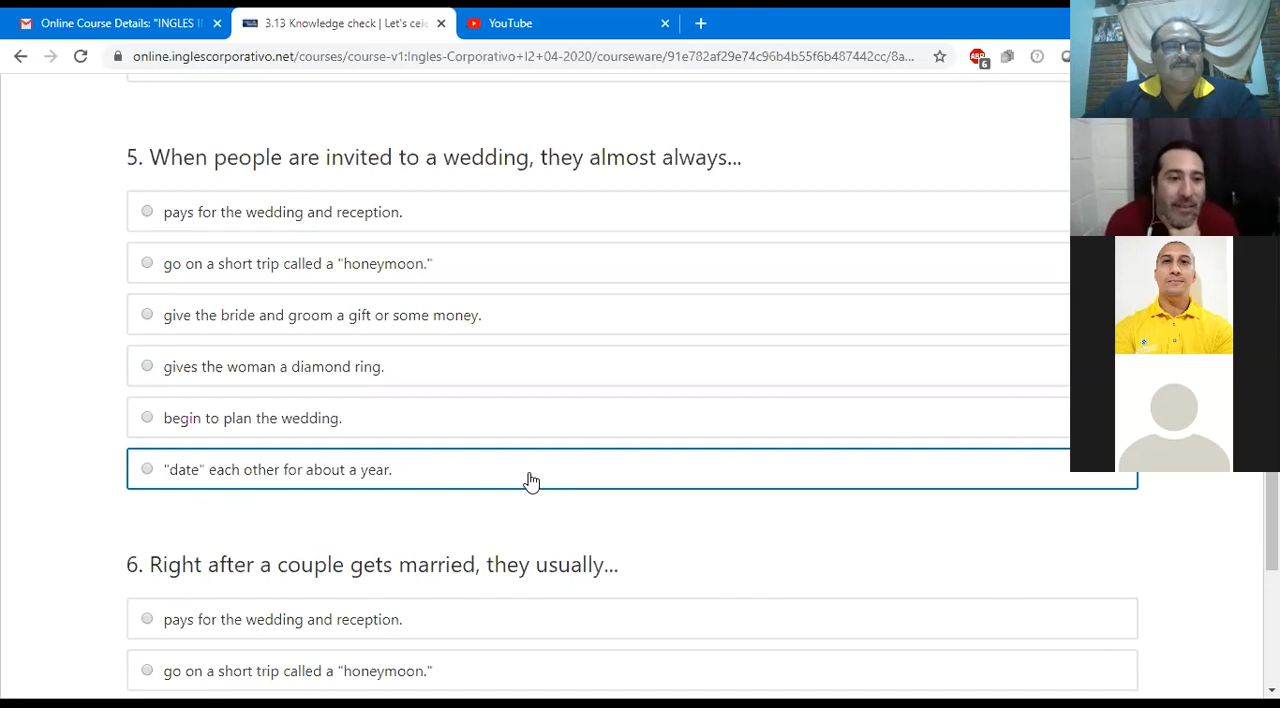 Online Course Details: "INGLES II
3.13 Knowledge check | Let's cele
YouTube
online.inglescorporativo.net/courses/course-v1:Ingles-Corporativo+I2+04-2020/courseware/91e782af29e74c96b4b55f6b487442cc/8a...
ABP
6
5. When people are invited to a wedding, they almost always...
pays for the wedding and reception.
go on a short trip called a "honeymoon."
give the bride and groom a gift or some money.
gives the woman a diamond ring.
begin to plan the wedding.
"date" each other for about a year.
6. Right after a couple gets married, they usually...
pays for the wedding and reception.
go on a short trip called a "honeymoon."